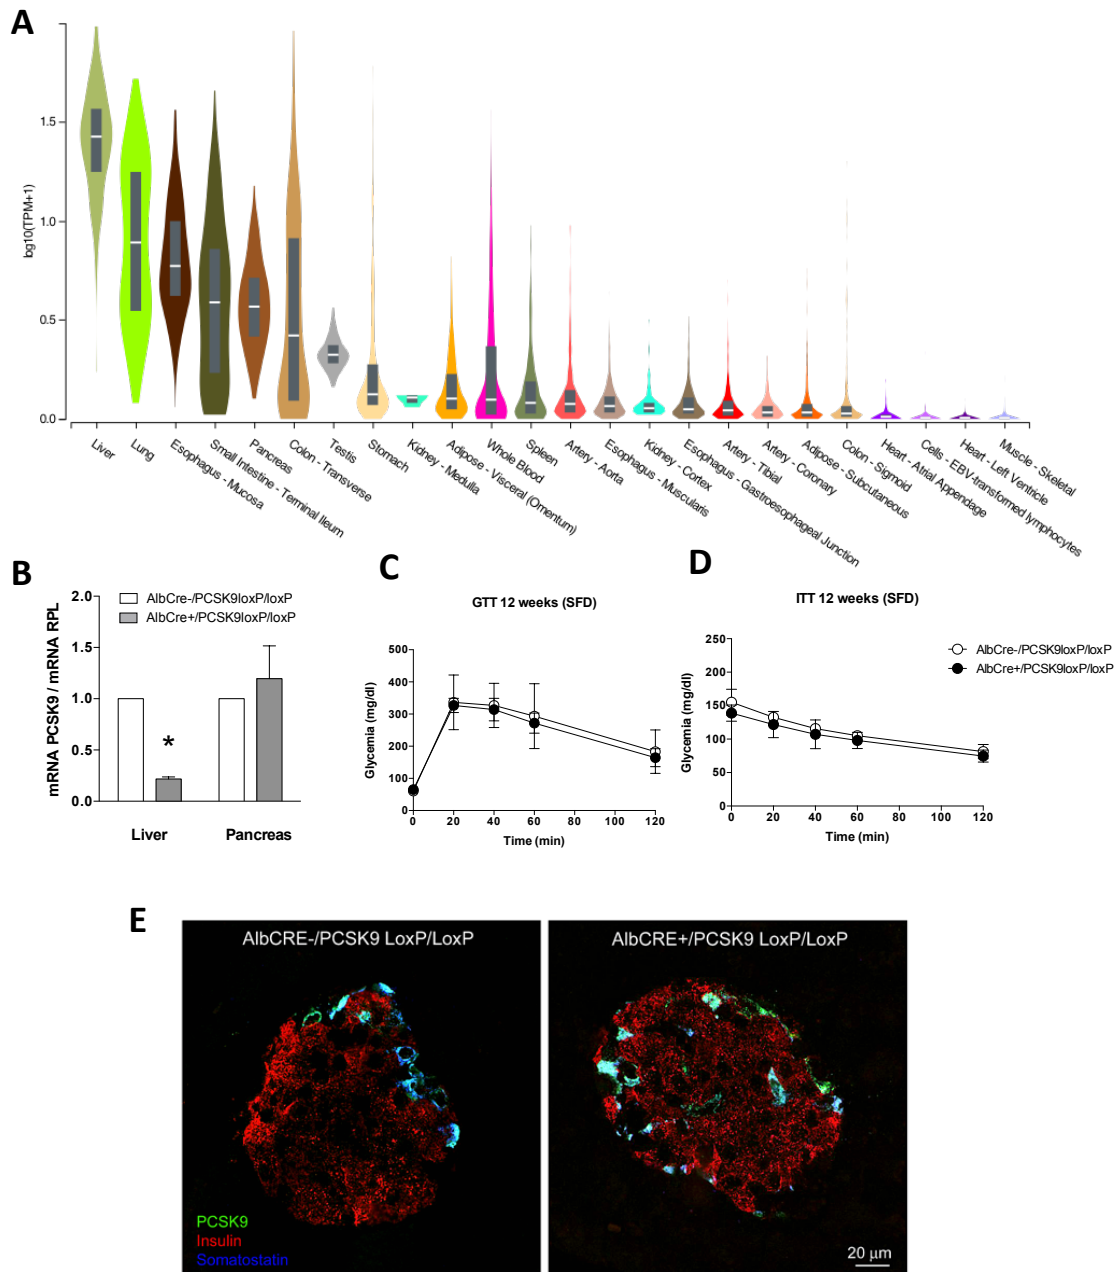 A
log10(TPM+1)
1.5
1.0
0.5
0.0
Liver
Lung
Esophagus - Mucosa
Small Intestine - Terminal Ileum
Pancreas
Colon - Transverse
Testis
Stomach
Kidney - Medulla
Adipose - Visceral (Omentum)
Whole Blood
Spleen
Artery - Aorta
Esophagus - Muscularis
Kidney - Cortex
Esophagus - Gastroesophageal Junction
Artery - Tibial
Artery - Coronary
Adipose - Subcutaneous
Colon - Sigmoid
Heart - Atrial Appendage
Cells - EBV-transformed lymphocytes
Heart - Left Ventricle
Muscle - Skeletal
B
AlbCre-/PCSK9loxP/loxP
AlbCre+/PCSK9loxP/loxP
mRNA PCSK9 / mRNA RPL
2.0
1.5
1.0
0.5
0.0
*
Liver
Pancreas
C
GTT 12 weeks (SFD)
Glycemia (mg/dl)
500
400
300
200
100
0
0 20 40 60 120
Time (min)
D
ITT 12 weeks (SFD)
AlbCre-/PCSK9loxP/loxP
AlbCre+/PCSK9loxP/loxP
Glycemia (mg/dl)
250
200
150
100
50
0
0 20 40 60 120
Time (min)
E
AlbCRE-/PCSK9 LoxP/LoxP
AlbCRE+/PCSK9 LoxP/LoxP
PCSK9
Insulin
Somatostatin
20 µm